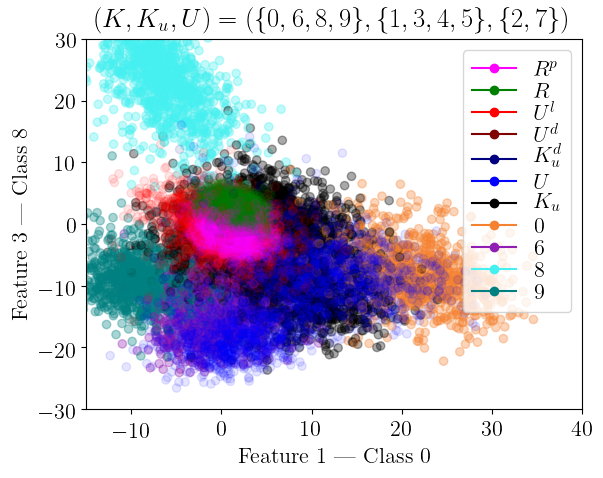 (K, K_u, U) = ({0, 6, 8, 9}, {1, 3, 4, 5}, {2, 7})
30
20
10
0
−10
−20
−30
Feature 3 — Class 8
R^p
R
U^l
U^d
K_u^d
U
K_u
0
6
8
9
−10
0
10
20
30
40
Feature 1 — Class 0